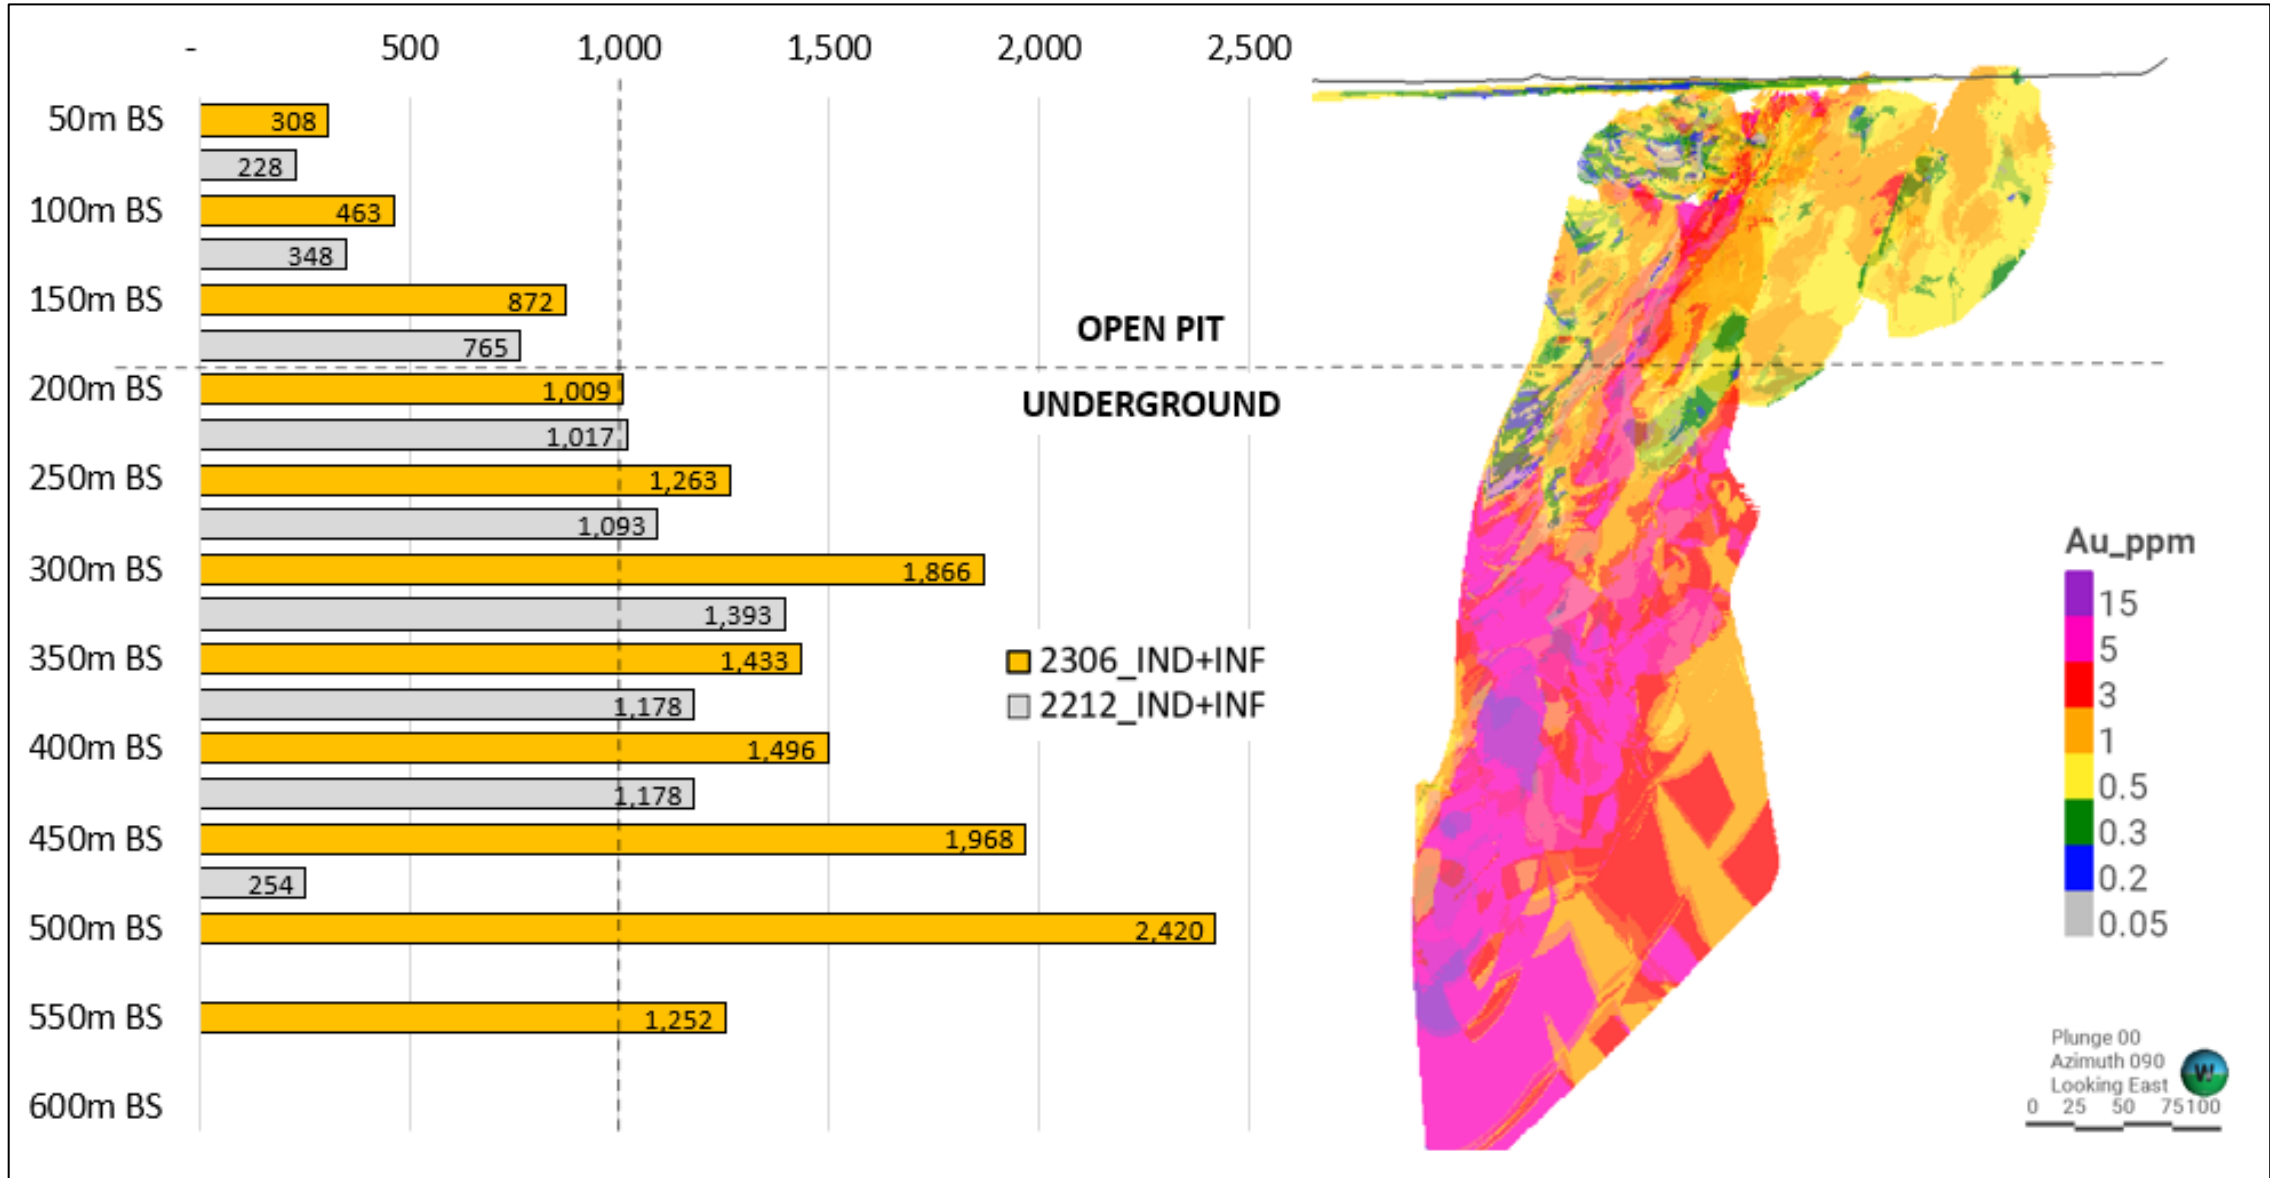 - 500 1,000 1,500 2,000 2,500
50m BS 308
228
100m BS 463
348
150m BS 872
765
OPEN PIT
200m BS 1,009
UNDERGROUND
1,017
250m BS 1,263
1,093
300m BS 1,866
1,393
350m BS 1,433
2306_IND+INF
1,178
2212_IND+INF
400m BS 1,496
1,178
450m BS 1,968
254
500m BS 2,420
550m BS 1,252
600m BS
Au_ppm
15
5
3
1
0.5
0.3
0.2
0.05
Plunge 00
Azimuth 090
Looking East
0 25 50 75 100